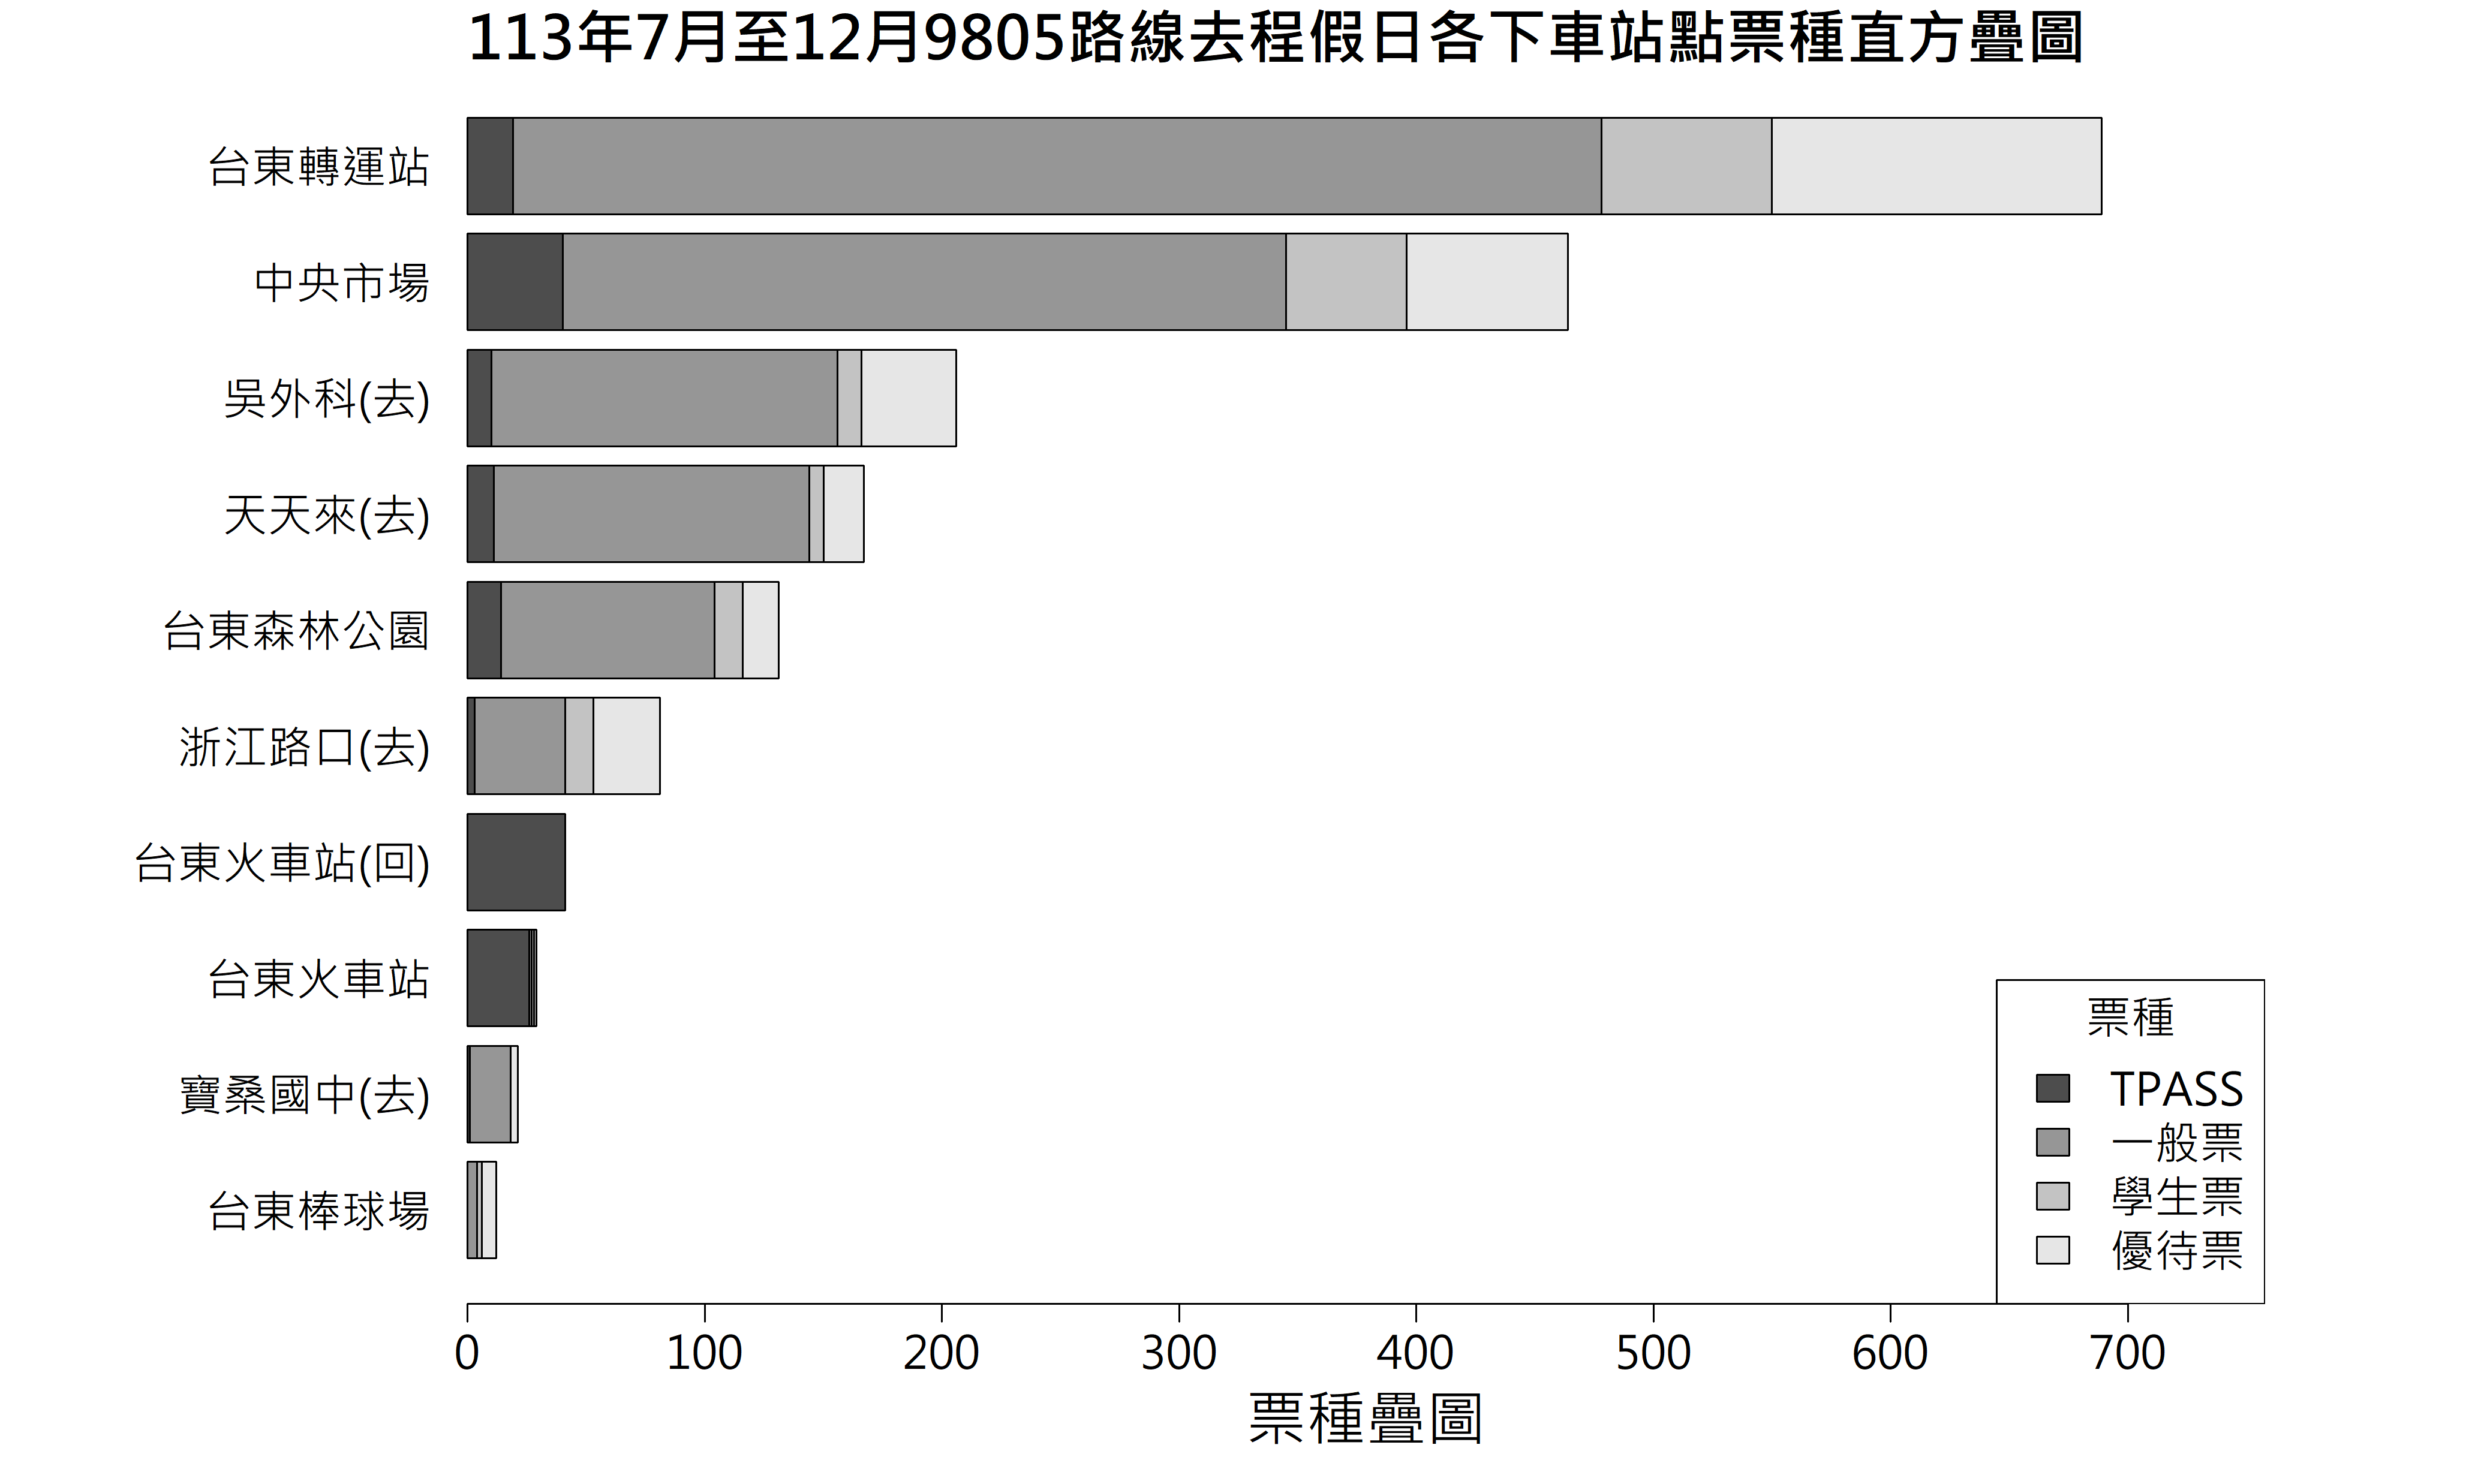 113年7月至12月9805路線去程假日各下車站點票種直方疊圖
台東轉運站
中央市場
吳外科(去)
天天來(去)
台東森林公園
浙江路口(去)
台東火車站(回)
台東火車站
寶桑國中(去)
台東棒球場
票種
TPASS
一般票
學生票
優待票
0 100 200 300 400 500 600 700
票種疊圖